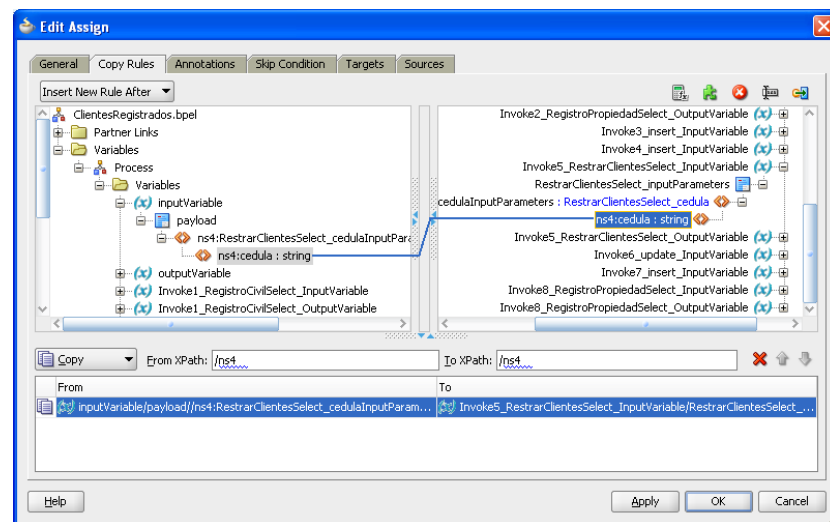 Edit Assign
General Copy Rules Annotations Skip Condition Targets Sources
Insert New Rule After
ClientesRegistrados.bpel
Partner Links
Variables
Process
Variables
(x) inputVariable
payload
ns4:RestrarClientesSelect_cedulaInputPara
ns4:cedula : string
(x) outputVariable
(x) Invoke1_RegistroCivilSelect_InputVariable
(x) Invoke1_RegistroCivilSelect_OutputVariable
Invoke2_RegistroPropiedadSelect_OutputVariable (x)
Invoke3_insert_InputVariable (x)
Invoke4_insert_InputVariable (x)
Invoke5_RestrarClientesSelect_InputVariable (x)
RestrarClientesSelect_inputParameters
cedulaInputParameters : RestrarClientesSelect_cedula
ns4:cedula : string
Invoke5_RestrarClientesSelect_OutputVariable (x)
Invoke6_update_InputVariable (x)
Invoke7_insert_InputVariable (x)
Invoke8_RegistroPropiedadSelect_InputVariable (x)
Invoke8_RegistroPropiedadSelect_OutputVariable (x)
Copy From XPath: /ns4 To XPath: /ns4
From To
inputVariable/payload//ns4:RestrarClientesSelect_cedulaInputParam... Invoke5_RestrarClientesSelect_InputVariable/RestrarClientesSelect_...
Help Apply OK Cancel